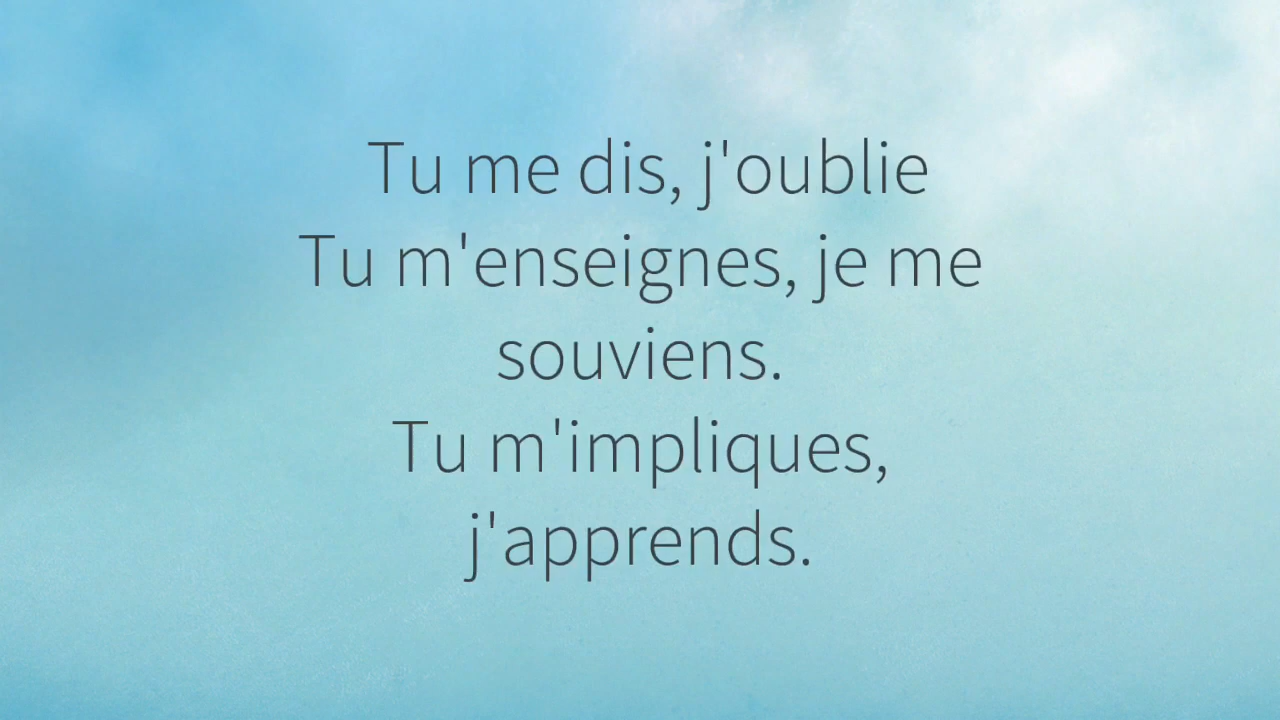 Tu me dis, j'oublie
Tu m'enseignes, je me
souviens.
Tu m'impliques,
j'apprends.